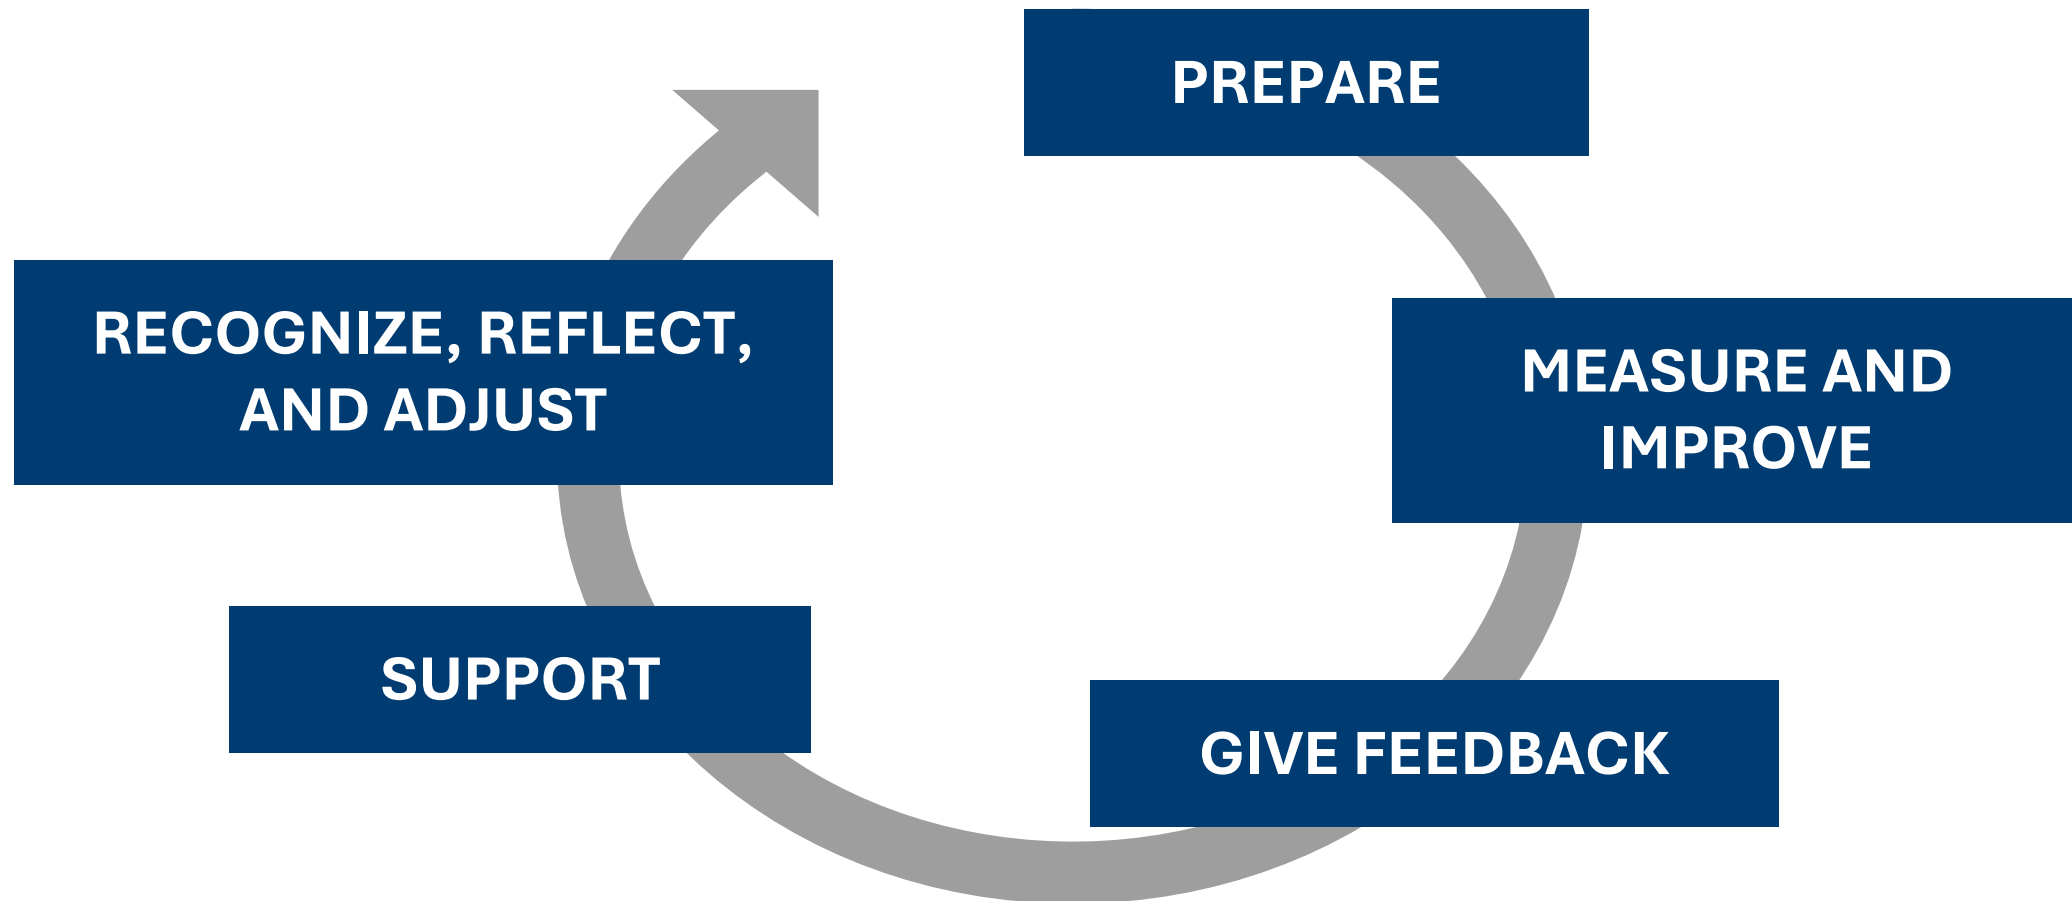 PREPARE
MEASURE AND
IMPROVE
GIVE FEEDBACK
SUPPORT
RECOGNIZE, REFLECT,
AND ADJUST